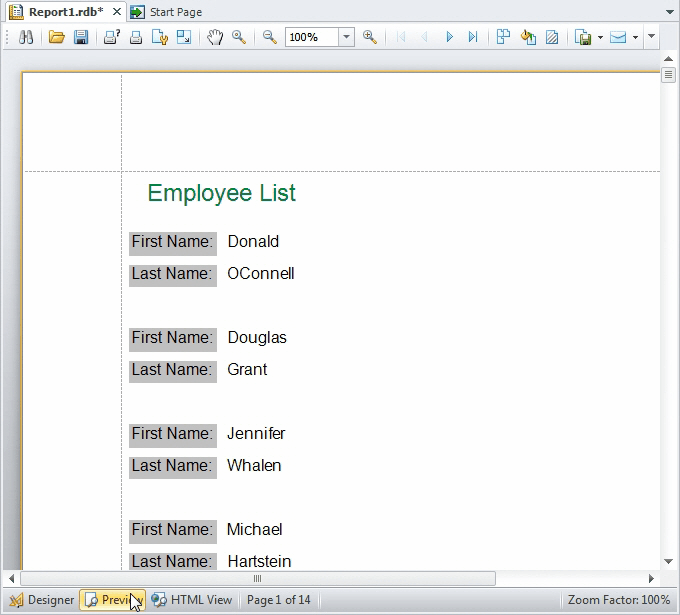 Report1.rdb* Start Page
100%
Employee List
First Name: Donald
Last Name: OConnell
First Name: Douglas
Last Name: Grant
First Name: Jennifer
Last Name: Whalen
First Name: Michael
Last Name: Hartstein
Designer Preview HTML View Page 1 of 14 Zoom Factor: 100%